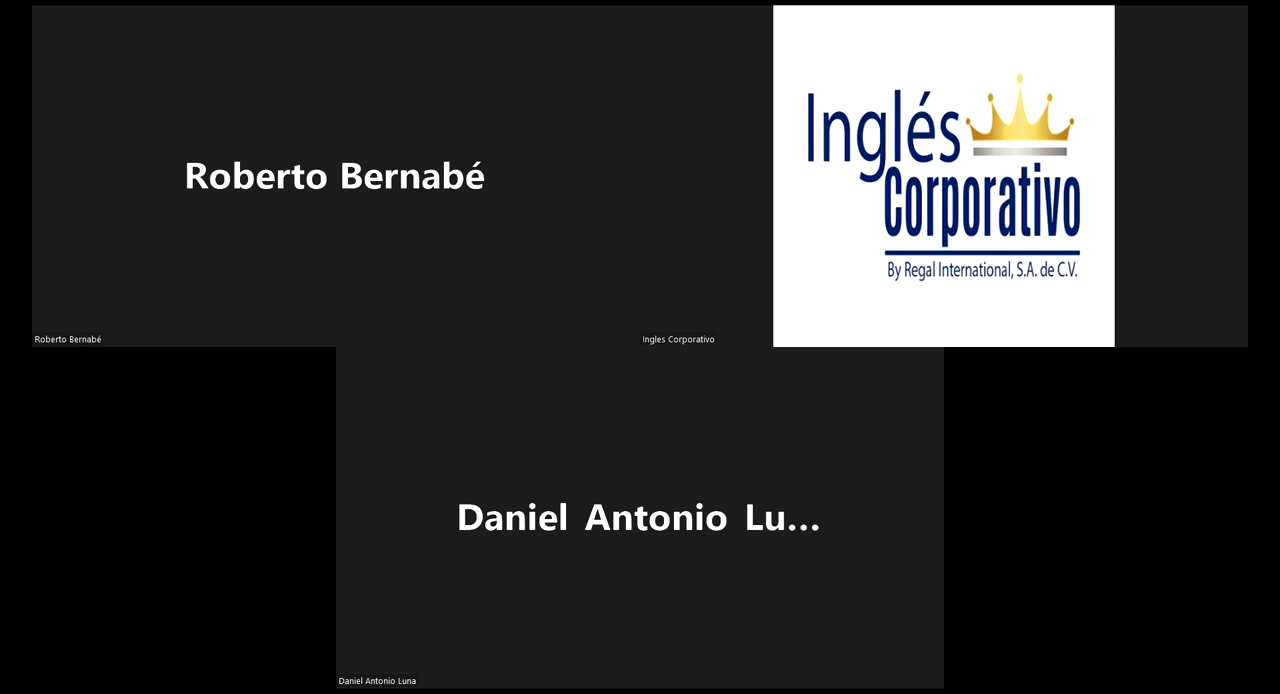 Roberto Bernabé
Roberto Bernabé
Inglés
Corporativo
By Regal International, S.A. de C.V.
Ingles Corporativo
Daniel Antonio Lu...
Daniel Antonio Luna